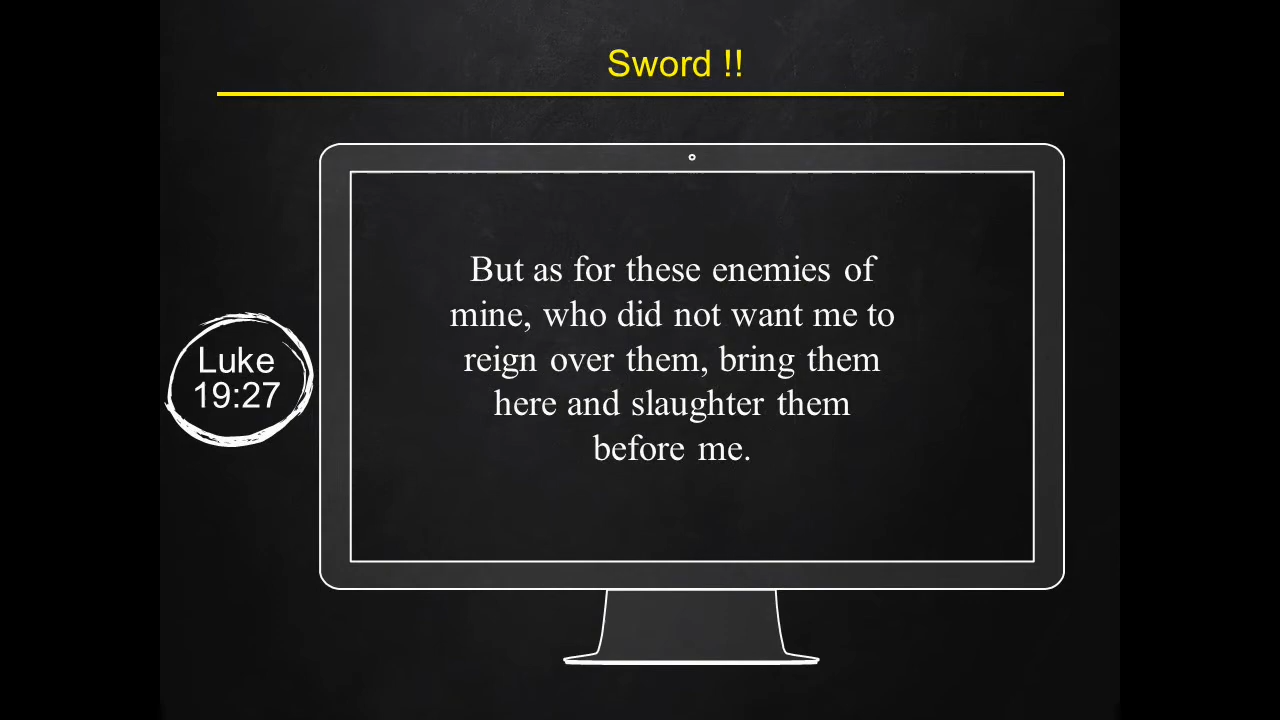 Sword !!
Luke
19:27
But as for these enemies of
mine, who did not want me to
reign over them, bring them
here and slaughter them
before me.